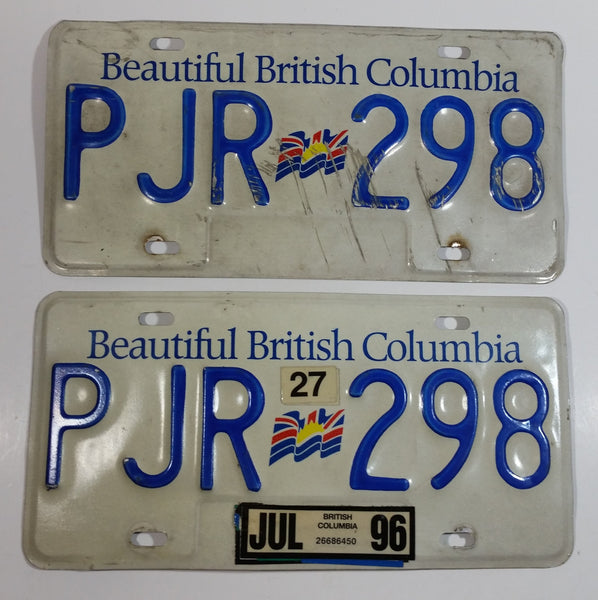 Beautiful British Columbia
PJR 298
Beautiful British Columbia
27
PJR 298
JUL BRITISH COLUMBIA 26686450 96